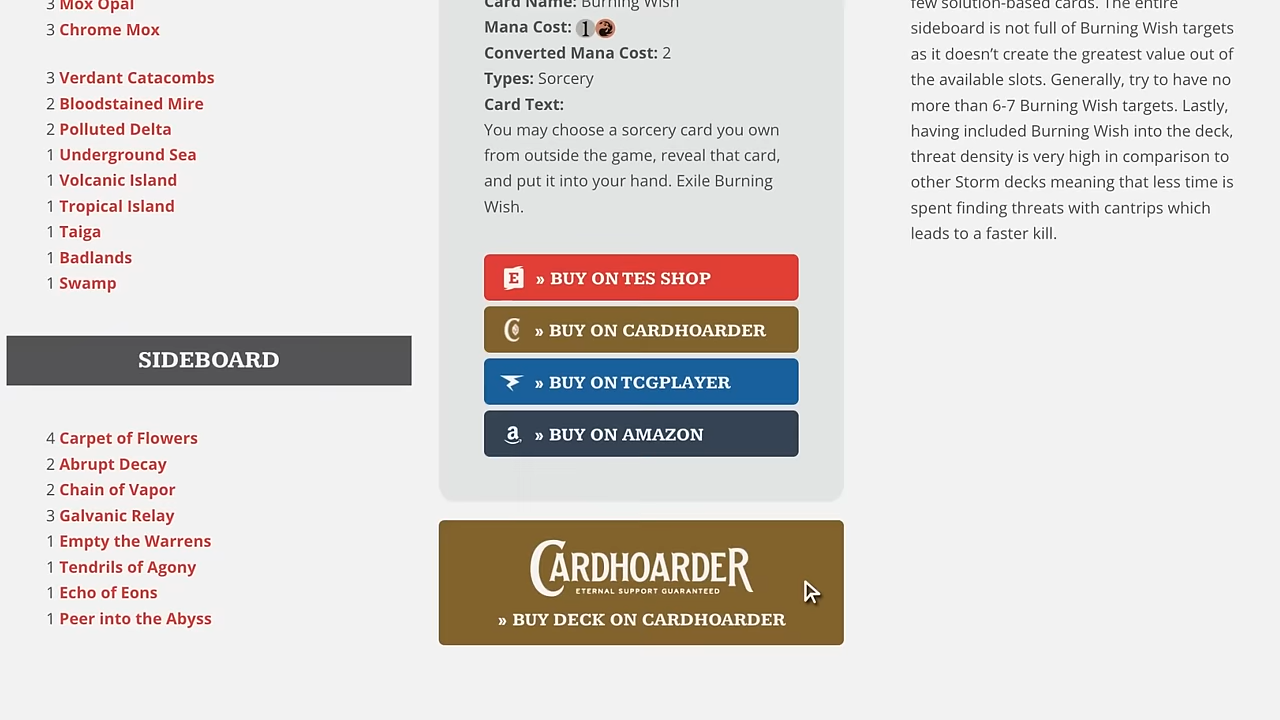 3 Mox Opal
3 Chrome Mox
3 Verdant Catacombs
2 Bloodstained Mire
2 Polluted Delta
1 Underground Sea
1 Volcanic Island
1 Tropical Island
1 Taiga
1 Badlands
1 Swamp
SIDEBOARD
4 Carpet of Flowers
2 Abrupt Decay
2 Chain of Vapor
3 Galvanic Relay
1 Empty the Warrens
1 Tendrils of Agony
1 Echo of Eons
1 Peer into the Abyss
Card Name: Burning Wish
Mana Cost: 1
Converted Mana Cost: 2
Types: Sorcery
Card Text:
You may choose a sorcery card you own
from outside the game, reveal that card,
and put it into your hand. Exile Burning
Wish.
E » BUY ON TES SHOP
» BUY ON CARDHOARDER
» BUY ON TCGPLAYER
a » BUY ON AMAZON
CARDHOARDER
ETERNAL SUPPORT GUARANTEED
» BUY DECK ON CARDHOARDER
few solution-based cards. The entire
sideboard is not full of Burning Wish targets
as it doesn’t create the greatest value out of
the available slots. Generally, try to have no
more than 6-7 Burning Wish targets. Lastly,
having included Burning Wish into the deck,
threat density is very high in comparison to
other Storm decks meaning that less time is
spent finding threats with cantrips which
leads to a faster kill.